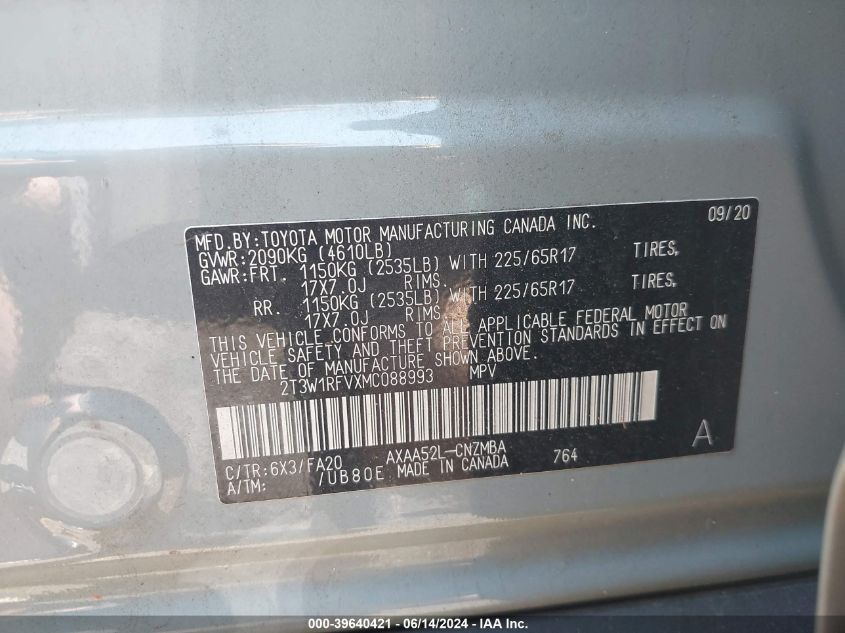 09/20
MFD.BY:TOYOTA MOTOR MANUFACTURING CANADA INC.
GVWR:2090KG (4610LB)
GAWR:FRT. 1150KG (2535LB) WITH 225/65R17 TIRES,
17X7.0J RIMS.
RR. 1150KG (2535LB) WITH 225/65R17 TIRES,
17X7.0J RIMS.
THIS VEHICLE CONFORMS TO ALL APPLICABLE FEDERAL MOTOR
VEHICLE SAFETY AND THEFT PREVENTION STANDARDS IN EFFECT ON
THE DATE OF MANUFACTURE SHOWN ABOVE.
2T3W1RFVXMC088993 MPV
A
C/TR:6X3/FA20 AXAA52L-CNZMBA 764
A/TM: /UB80E MADE IN CANADA
000-39640421 - 06/14/2024 - Copart, Inc.